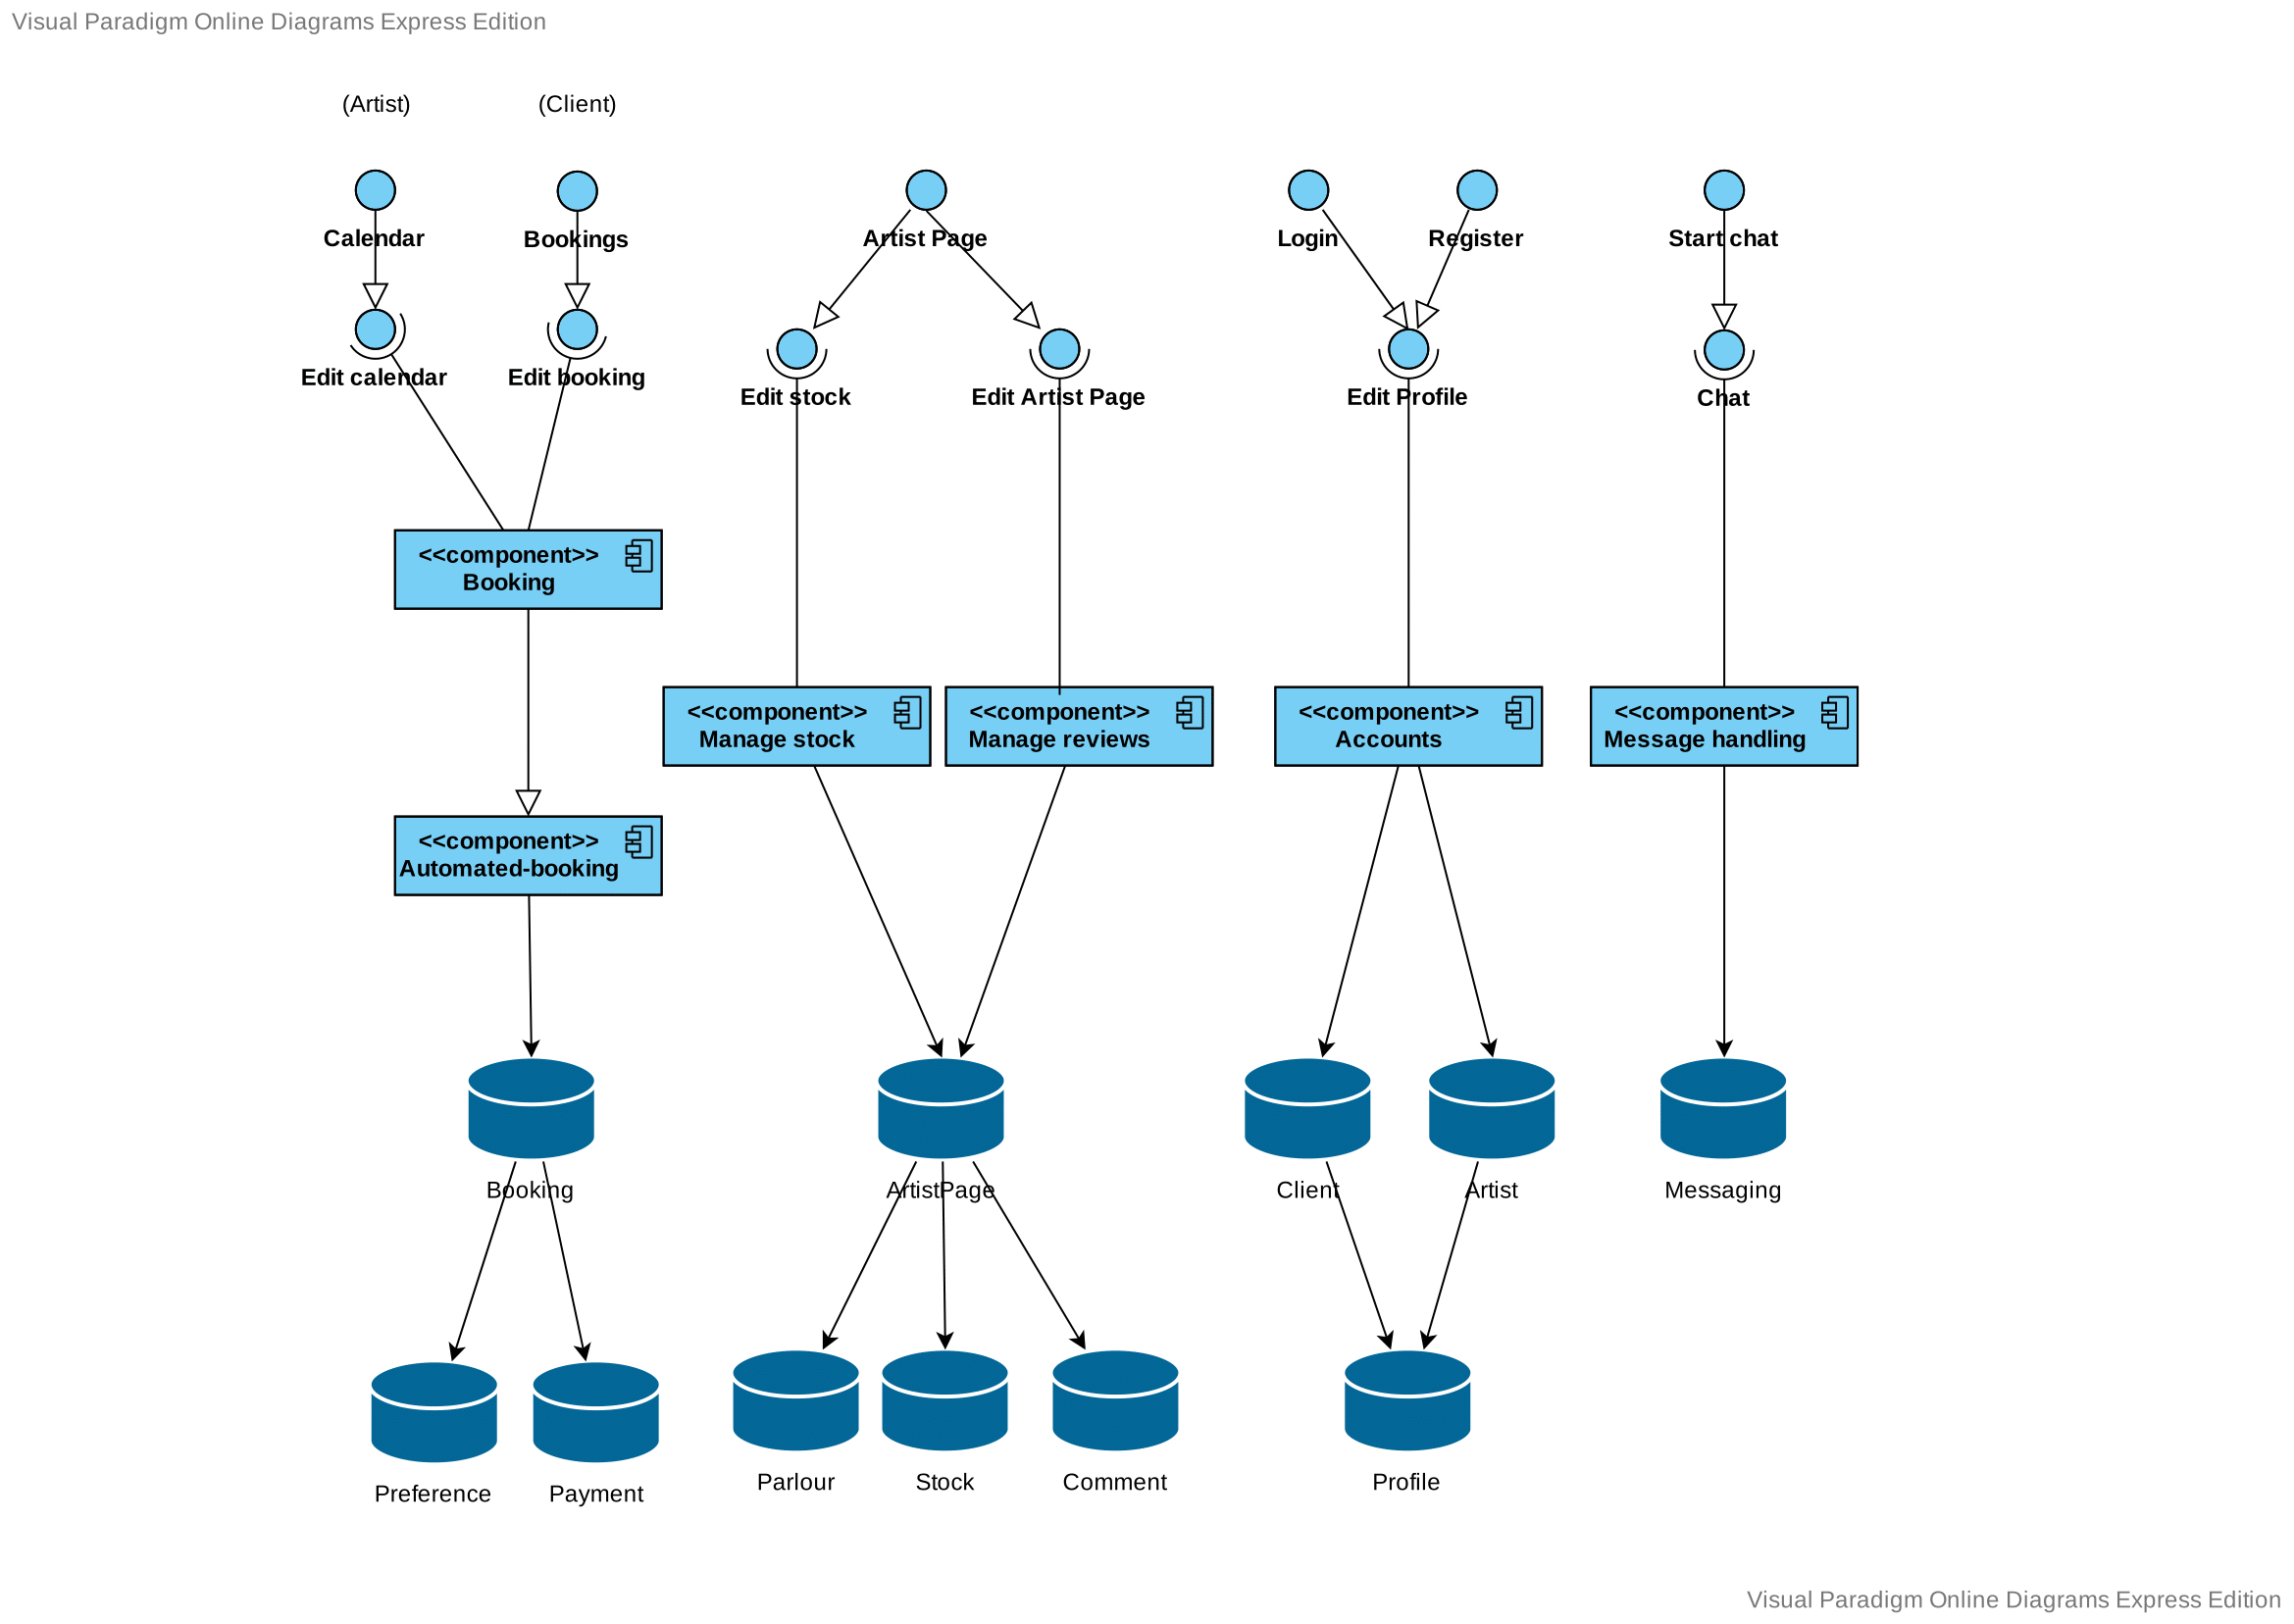 Visual Paradigm Online Diagrams Express Edition
(Artist)
(Client)
Calendar
Bookings
Artist Page
Login
Register
Start chat
Edit calendar
Edit booking
Edit stock
Edit Artist Page
Edit Profile
Chat
<<component>>
Booking
<<component>>
Manage stock
<<component>>
Manage reviews
<<component>>
Accounts
<<component>>
Message handling
<<component>>
Automated-booking
Booking
ArtistPage
Client
Artist
Messaging
Preference
Payment
Parlour
Stock
Comment
Profile
Visual Paradigm Online Diagrams Express Edition